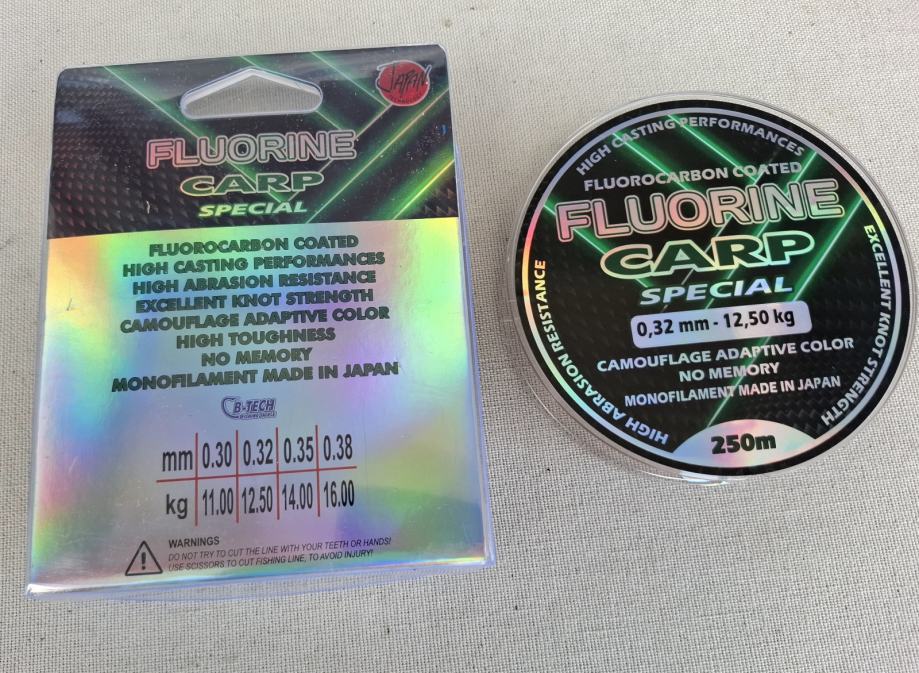 JAPAN
FLUORINE
CARP
SPECIAL
FLUOROCARBON COATED
HIGH CASTING PERFORMANCES
HIGH ABRASION RESISTANCE
EXCELLENT KNOT STRENGTH
CAMOUFLAGE ADAPTIVE COLOR
HIGH TOUGHNESS
NO MEMORY
MONOFILAMENT MADE IN JAPAN
B-TECH
mm 0.30 0.32 0.35 0.38
kg 11.00 12.50 14.00 16.00
WARNINGS
DO NOT TRY TO CUT THE LINE WITH YOUR TEETH OR HANDS!
USE SCISSORS TO CUT FISHING LINE, TO AVOID INJURY!
HIGH CASTING PERFORMANCES
FLUOROCARBON COATED
FLUORINE
CARP
SPECIAL
0,32 mm - 12,50 kg
CAMOUFLAGE ADAPTIVE COLOR
NO MEMORY
MONOFILAMENT MADE IN JAPAN
250m
HIGH ABRASION RESISTANCE
EXCELLENT KNOT STRENGTH